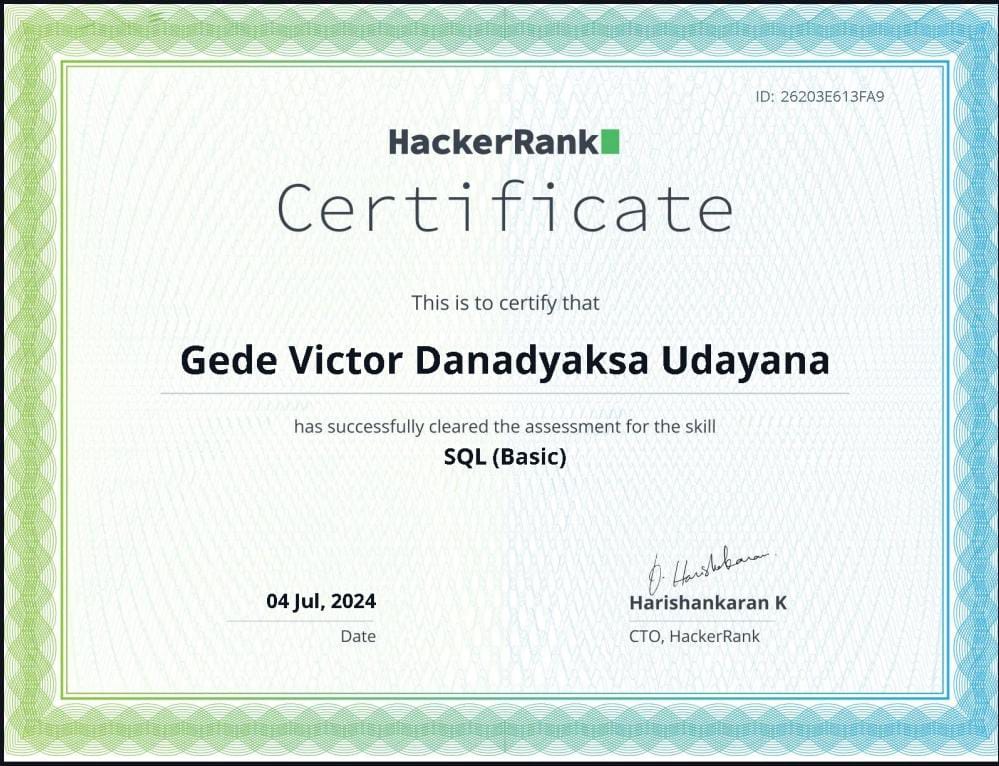 ID: 26203E613FA9
HackerRank
Certificate
This is to certify that
Gede Victor Danadyaksa Udayana
has successfully cleared the assessment for the skill
SQL (Basic)
04 Jul, 2024
Date
Harishankaran K
CTO, HackerRank